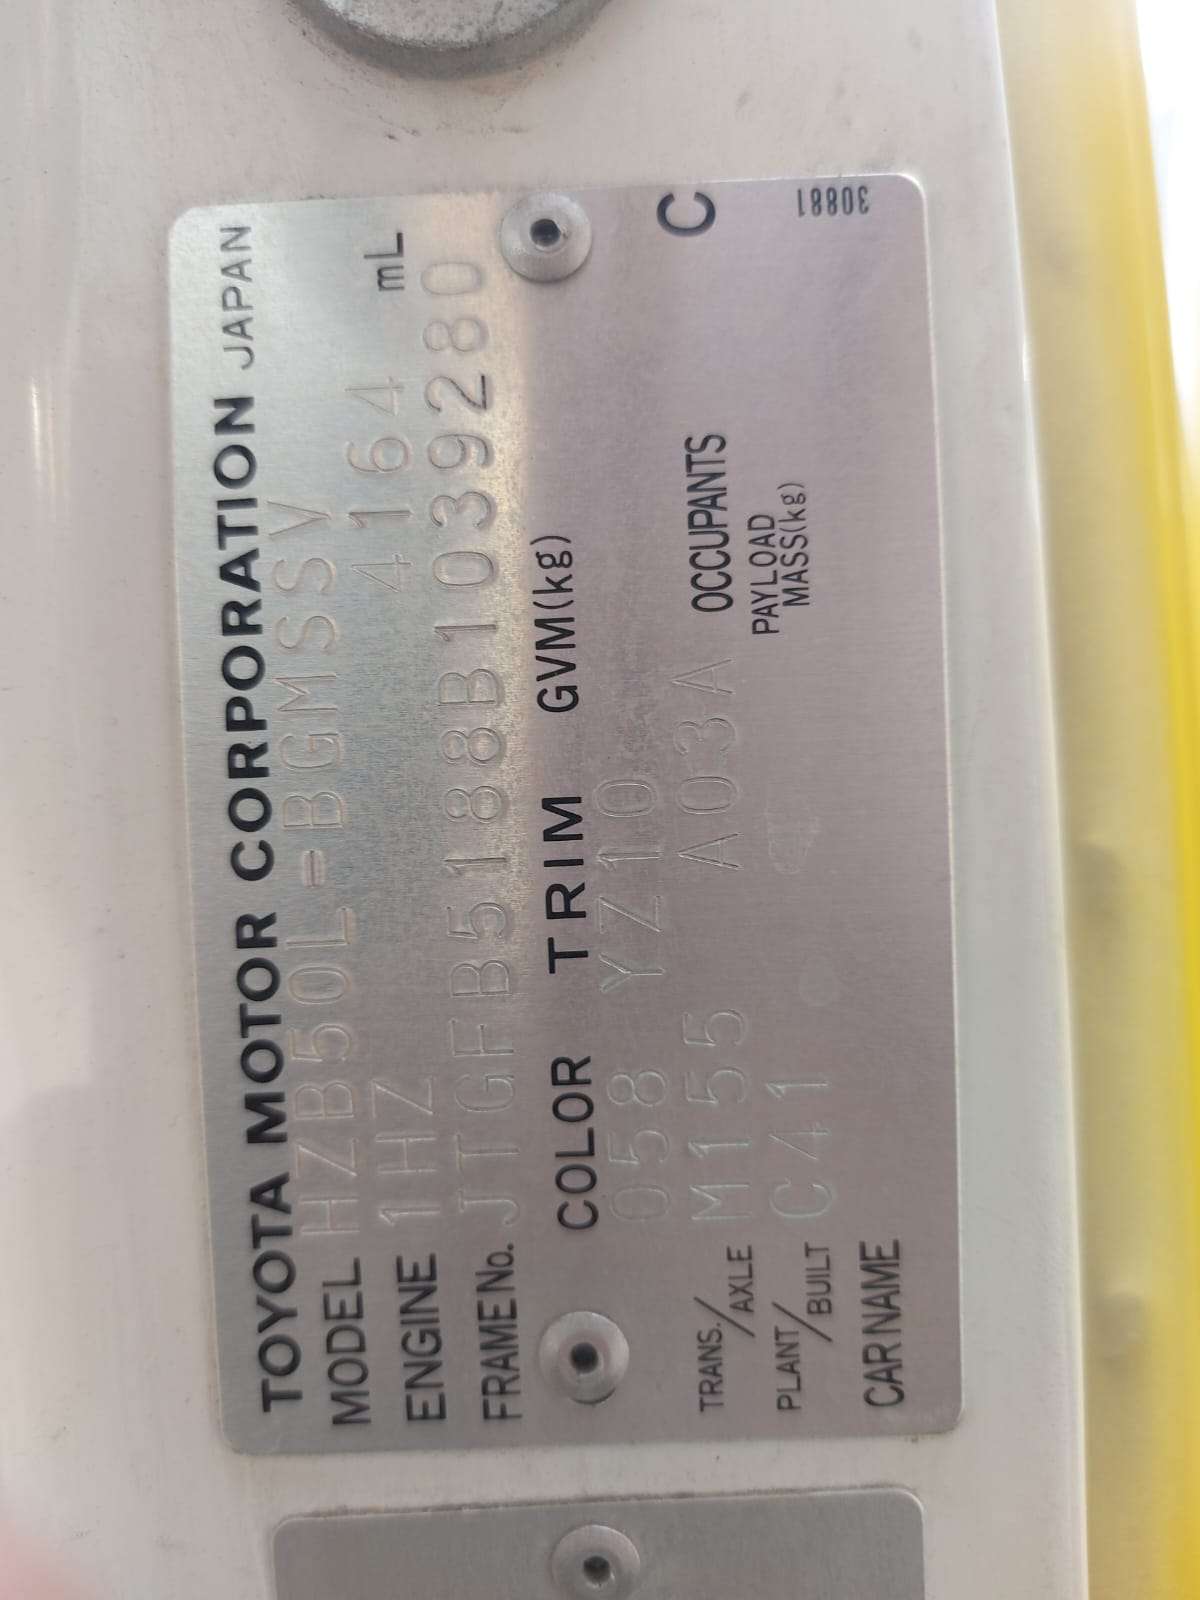 TOYOTA MOTOR CORPORATION JAPAN
MODEL HZB50L-BGMSSV
ENGINE 1HZ 4164 mL
FRAME No. JTGFB5188B1039280
COLOR TRIM GVM(kg)
058 YZ10
TRANS./AXLE M155 A03A OCCUPANTS C
PLANT/BUILT C41 PAYLOAD MASS(kg)
CAR NAME
30881